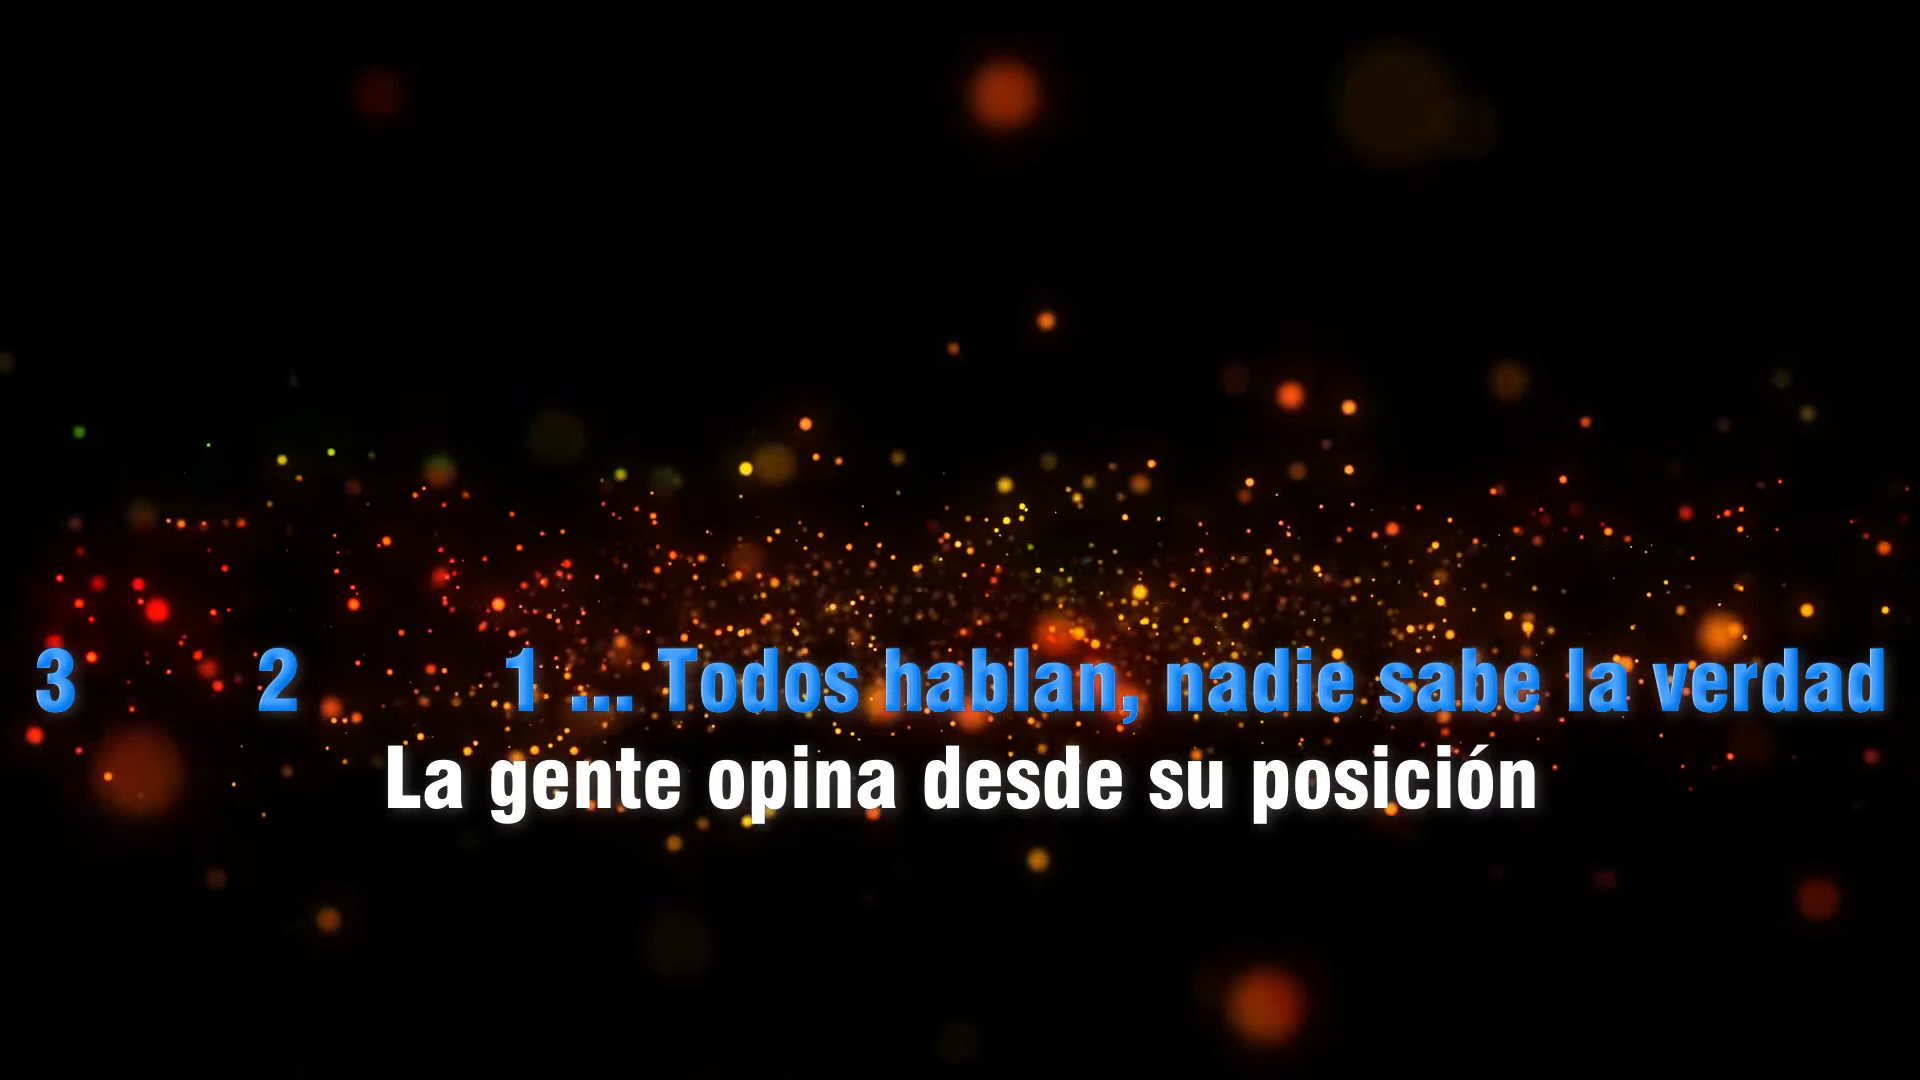 3 2 1 ... Todos hablan, nadie sabe la verdad
La gente opina desde su posición